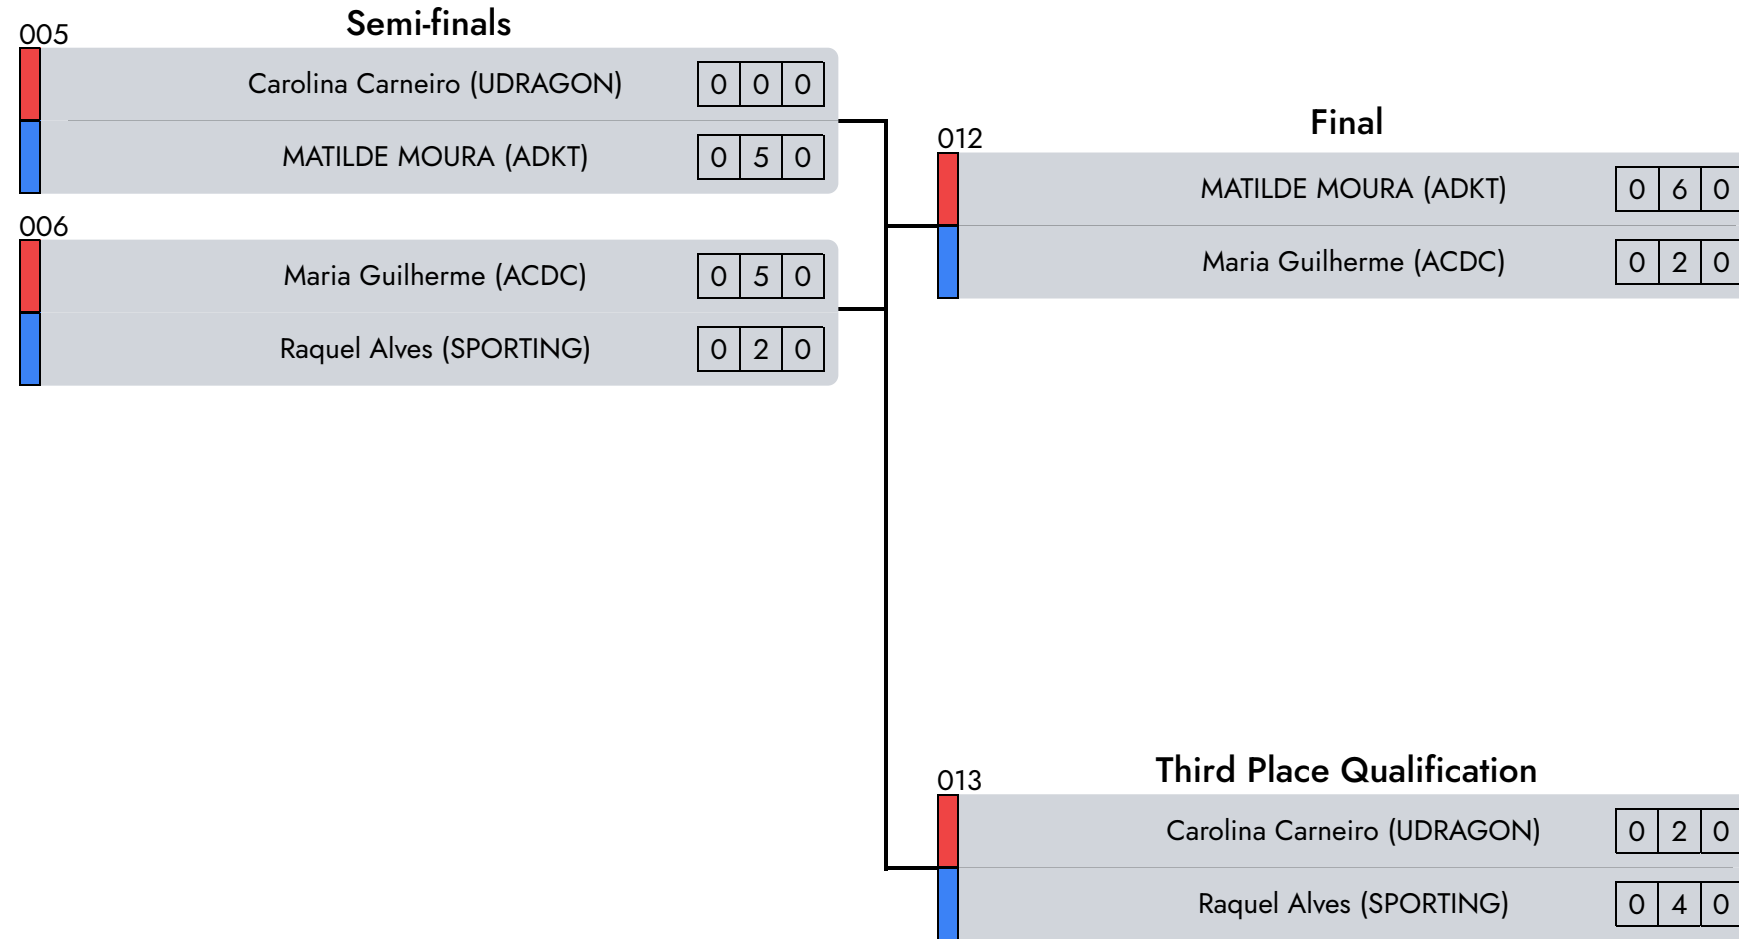 Semi-finals
005
Carolina Carneiro (UDRAGON) 0 0 0
MATILDE MOURA (ADKT) 0 5 0
006
Maria Guilherme (ACDC) 0 5 0
Raquel Alves (SPORTING) 0 2 0
Final
012
MATILDE MOURA (ADKT) 0 6 0
Maria Guilherme (ACDC) 0 2 0
Third Place Qualification
013
Carolina Carneiro (UDRAGON) 0 2 0
Raquel Alves (SPORTING) 0 4 0